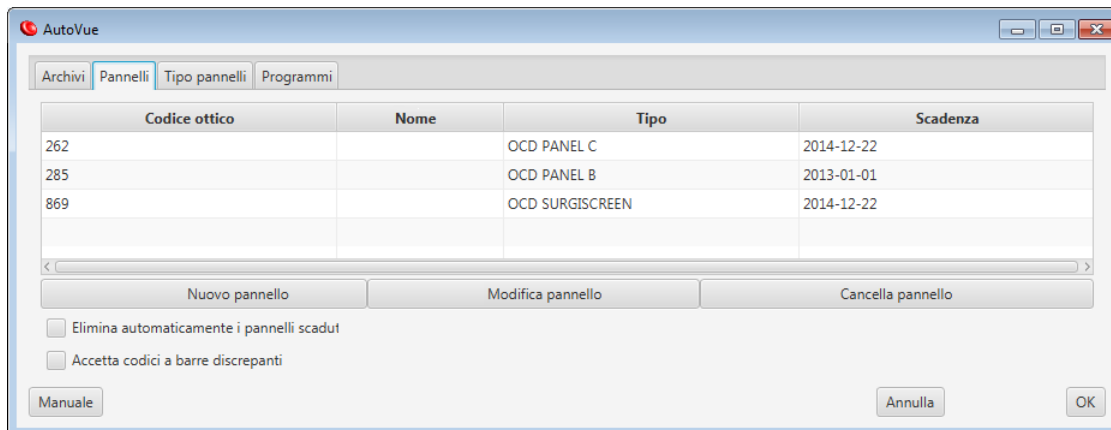 AutoVue
Archivi Pannelli Tipo pannelli Programmi
Codice ottico Nome Tipo Scadenza
262 OCD PANEL C 2014-12-22
285 OCD PANEL B 2013-01-01
869 OCD SURGISCREEN 2014-12-22
Nuovo pannello Modifica pannello Cancella pannello
Elimina automaticamente i pannelli scadut
Accetta codici a barre discrepanti
Manuale Annulla OK